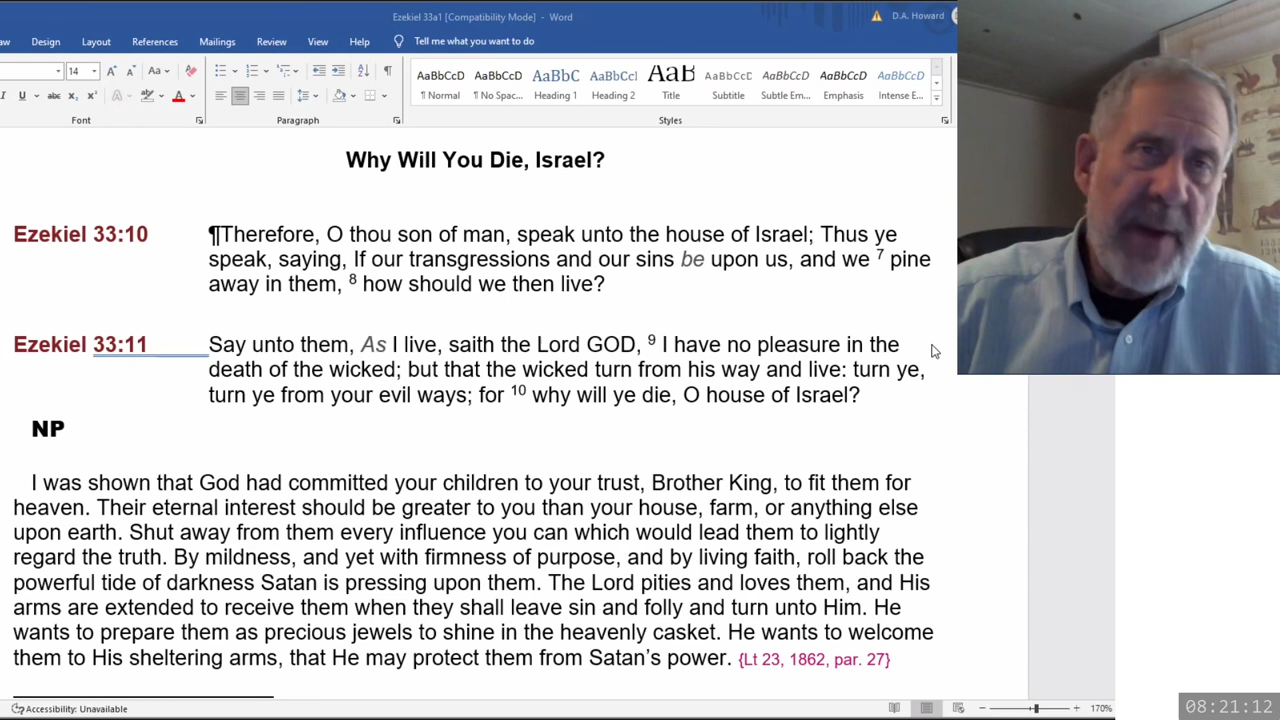 Ezekiel 33a1 [Compatibility Mode] - Word
D.A. Howard
Design Layout References Mailings Review View Help Tell me what you want to do
14 Aa
AaBbCcD AaBbCcD AaBbC AaBbCcl AaB AaBbCcD AaBbCcD AaBbCcD AaBbCcD
U abc x₂ x² A ab A
¶ Normal ¶ No Spac... Heading 1 Heading 2 Title Subtitle Subtle Em... Emphasis Intense E...
Font Paragraph Styles
Why Will You Die, Israel?
Ezekiel 33:10 ¶Therefore, O thou son of man, speak unto the house of Israel; Thus ye
speak, saying, If our transgressions and our sins be upon us, and we ⁷ pine
away in them, ⁸ how should we then live?
Ezekiel 33:11 Say unto them, As I live, saith the Lord GOD, ⁹ I have no pleasure in the
death of the wicked; but that the wicked turn from his way and live: turn ye,
turn ye from your evil ways; for ¹⁰ why will ye die, O house of Israel?
NP
I was shown that God had committed your children to your trust, Brother King, to fit them for
heaven. Their eternal interest should be greater to you than your house, farm, or anything else
upon earth. Shut away from them every influence you can which would lead them to lightly
regard the truth. By mildness, and yet with firmness of purpose, and by living faith, roll back the
powerful tide of darkness Satan is pressing upon them. The Lord pities and loves them, and His
arms are extended to receive them when they shall leave sin and folly and turn unto Him. He
wants to prepare them as precious jewels to shine in the heavenly casket. He wants to welcome
them to His sheltering arms, that He may protect them from Satan's power. {Lt 23, 1862, par. 27}
Accessibility: Unavailable
170%
08:21:12